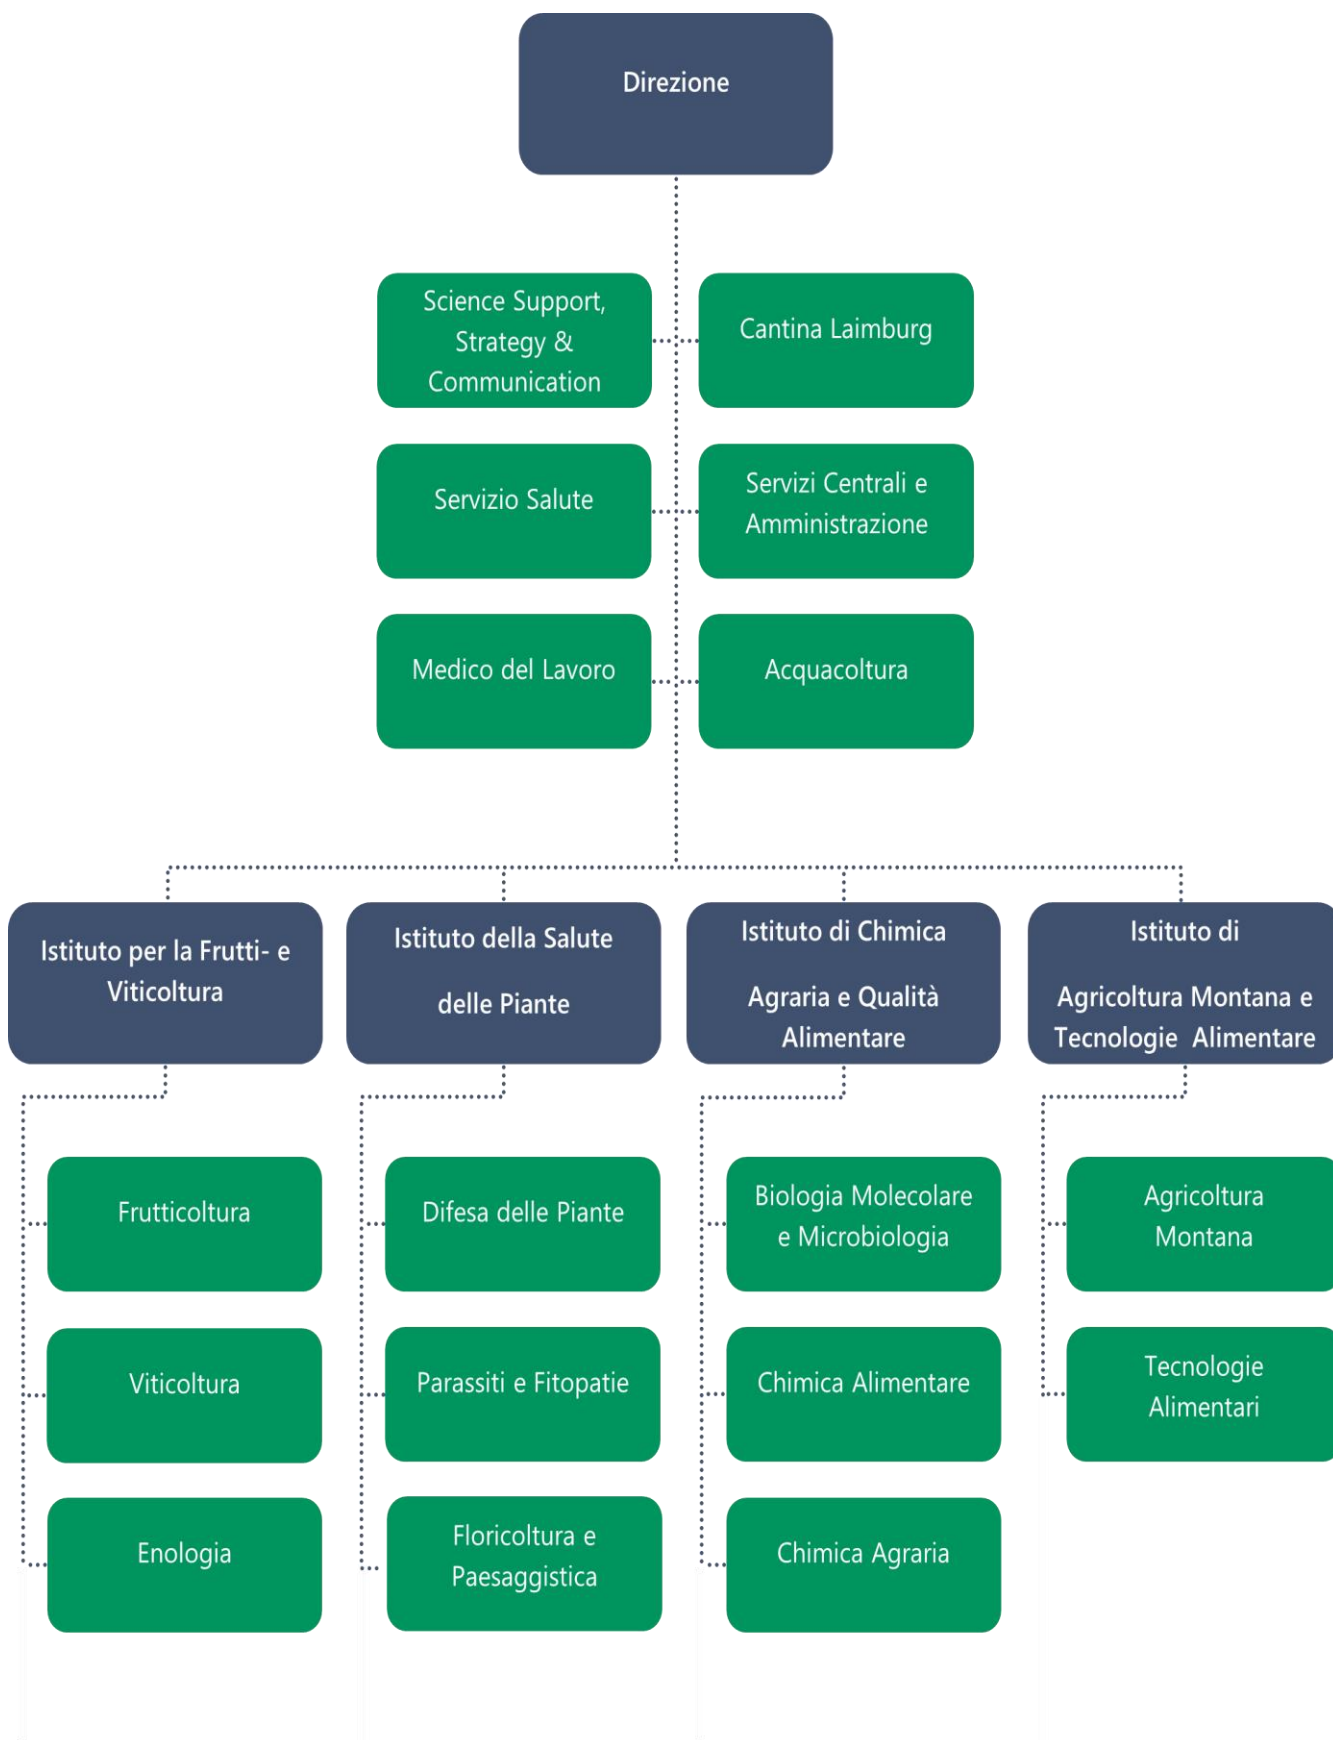 Direzione
Science Support,
Strategy &
Communication
Cantina Laimburg
Servizio Salute
Servizi Centrali e
Amministrazione
Medico del Lavoro
Acquacoltura
Istituto per la Frutti- e
Viticoltura
Istituto della Salute
delle Piante
Istituto di Chimica
Agraria e Qualità
Alimentare
Istituto di
Agricoltura Montana e
Tecnologie Alimentare
Frutticoltura
Viticoltura
Enologia
Difesa delle Piante
Parassiti e Fitopatie
Floricoltura e
Paesaggistica
Biologia Molecolare
e Microbiologia
Chimica Alimentare
Chimica Agraria
Agricoltura
Montana
Tecnologie
Alimentari